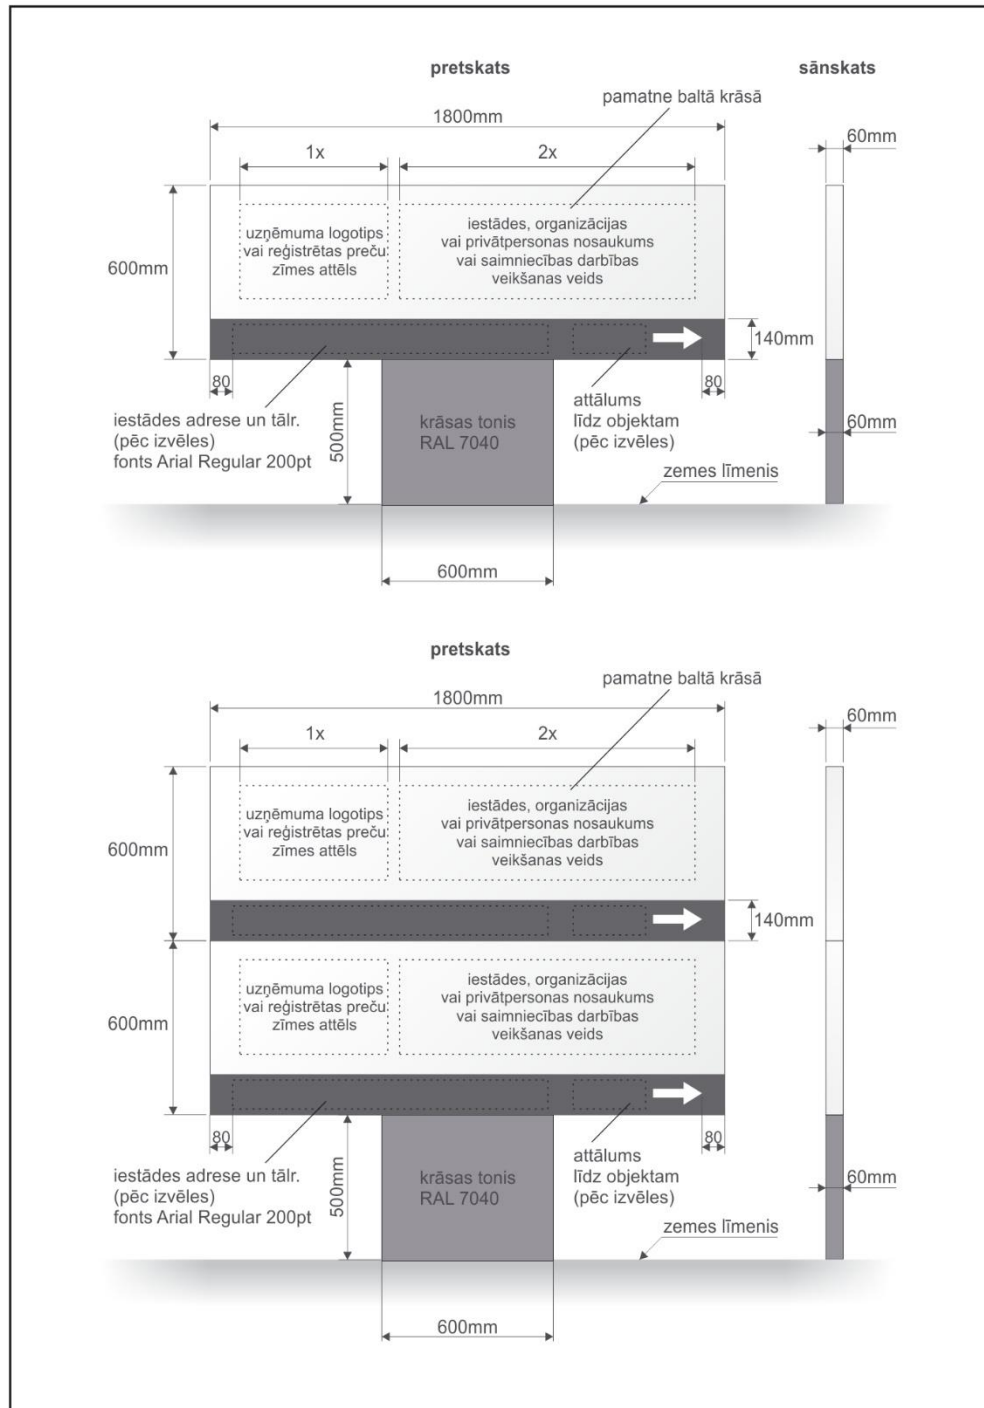 pretskats
sānskats
pamatne baltā krāsā
1800mm
60mm
1x
2x
600mm
uzņēmuma logotips
vai reģistrētas preču
zīmes attēls
iestādes, organizācijas
vai privātpersonas nosaukums
vai saimniecības darbības
veikšanas veids
140mm
80
80
iestādes adrese un tālr.
(pēc izvēles)
fonts Arial Regular 200pt
500mm
krāsas tonis
RAL 7040
attālums
līdz objektam
(pēc izvēles)
60mm
zemes līmenis
600mm
pretskats
pamatne baltā krāsā
1800mm
60mm
1x
2x
600mm
uzņēmuma logotips
vai reģistrētas preču
zīmes attēls
iestādes, organizācijas
vai privātpersonas nosaukums
vai saimniecības darbības
veikšanas veids
140mm
600mm
uzņēmuma logotips
vai reģistrētas preču
zīmes attēls
iestādes, organizācijas
vai privātpersonas nosaukums
vai saimniecības darbības
veikšanas veids
80
80
iestādes adrese un tālr.
(pēc izvēles)
fonts Arial Regular 200pt
500mm
krāsas tonis
RAL 7040
attālums
līdz objektam
(pēc izvēles)
60mm
zemes līmenis
600mm